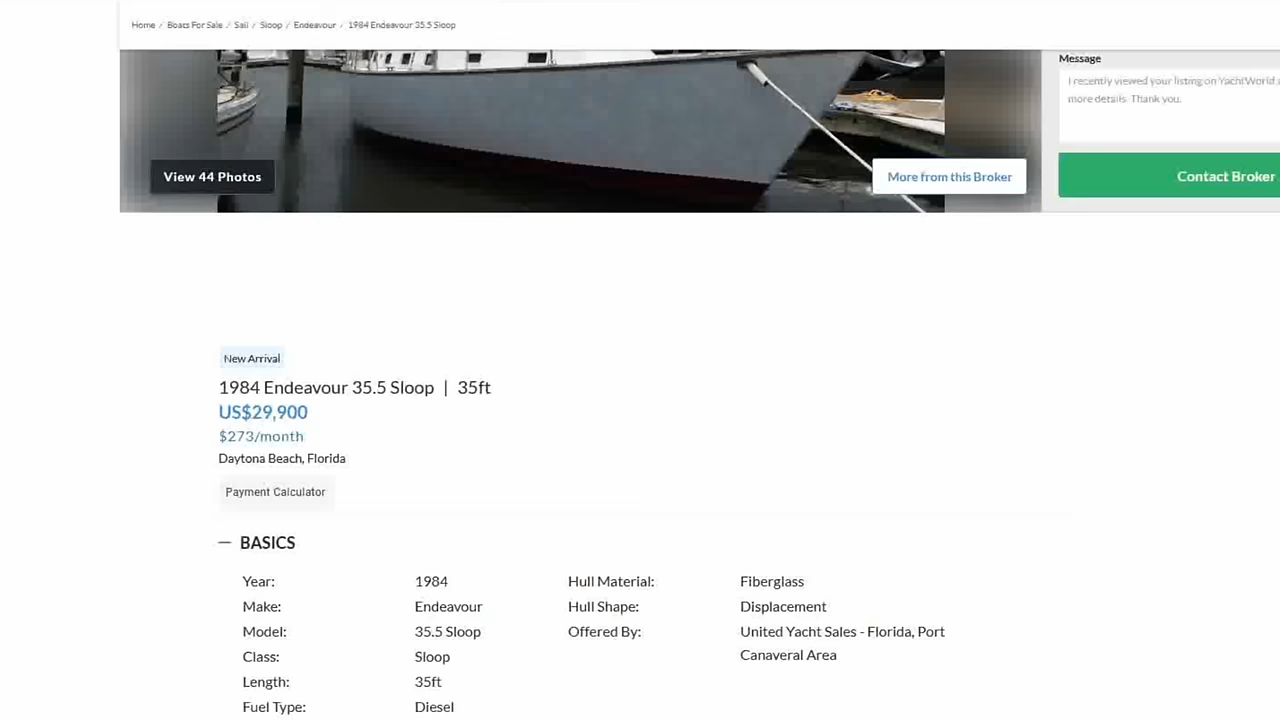 Home / Boats For Sale / Sail / Sloop / Endeavour / 1984 Endeavour 35.5 Sloop
Message
I recently viewed your listing on YachtWorld
more details. Thank you.
View 44 Photos
More from this Broker
Contact Broker
New Arrival
1984 Endeavour 35.5 Sloop | 35ft
US$29,900
$273/month
Daytona Beach, Florida
Payment Calculator
— BASICS
Year: 1984 Hull Material: Fiberglass
Make: Endeavour Hull Shape: Displacement
Model: 35.5 Sloop Offered By: United Yacht Sales - Florida, Port
Canaveral Area
Class: Sloop
Length: 35ft
Fuel Type: Diesel